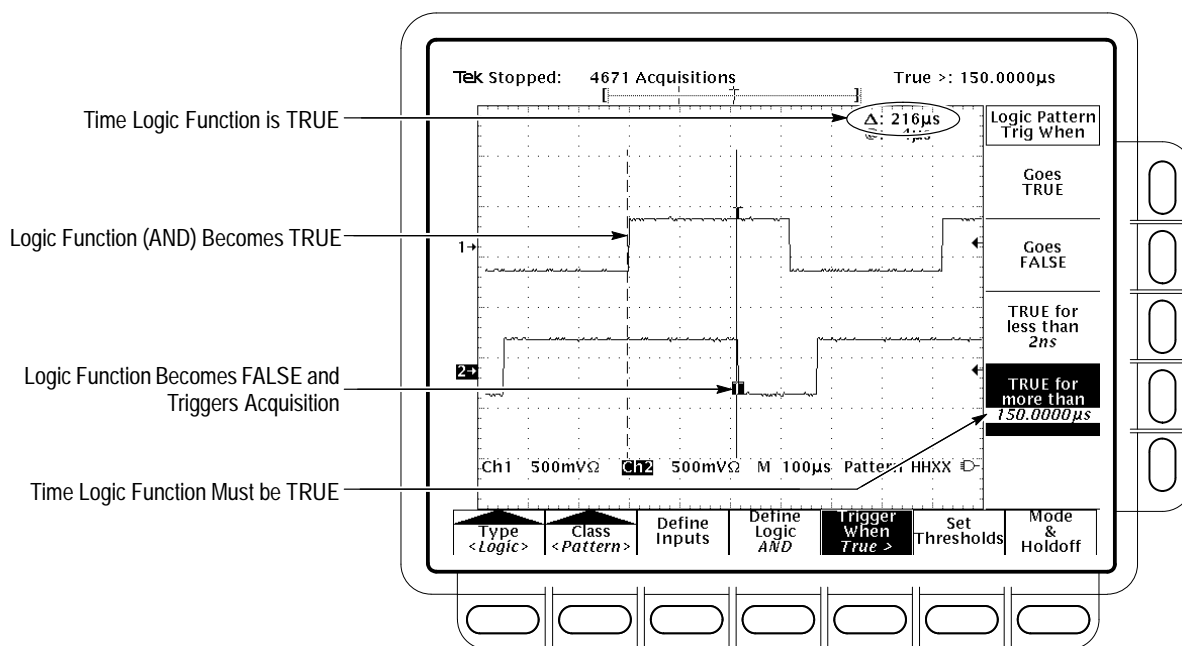 Tek Stopped: 4671 Acquisitions True >: 150.0000µs
Time Logic Function is TRUE
Δ: 216µs
Logic Pattern
Trig When
Goes
TRUE
Logic Function (AND) Becomes TRUE
1→
Goes
FALSE
TRUE for
less than
2ns
2→
Logic Function Becomes FALSE and
Triggers Acquisition
TRUE for
more than
150.0000µs
Ch1 500mVΩ Ch2 500mVΩ M 100µs Pattern HHXX
Time Logic Function Must be TRUE
Type
<Logic>
Class
<Pattern>
Define
Inputs
Define
Logic
AND
Trigger
When
True >
Set
Thresholds
Mode
&
Holdoff